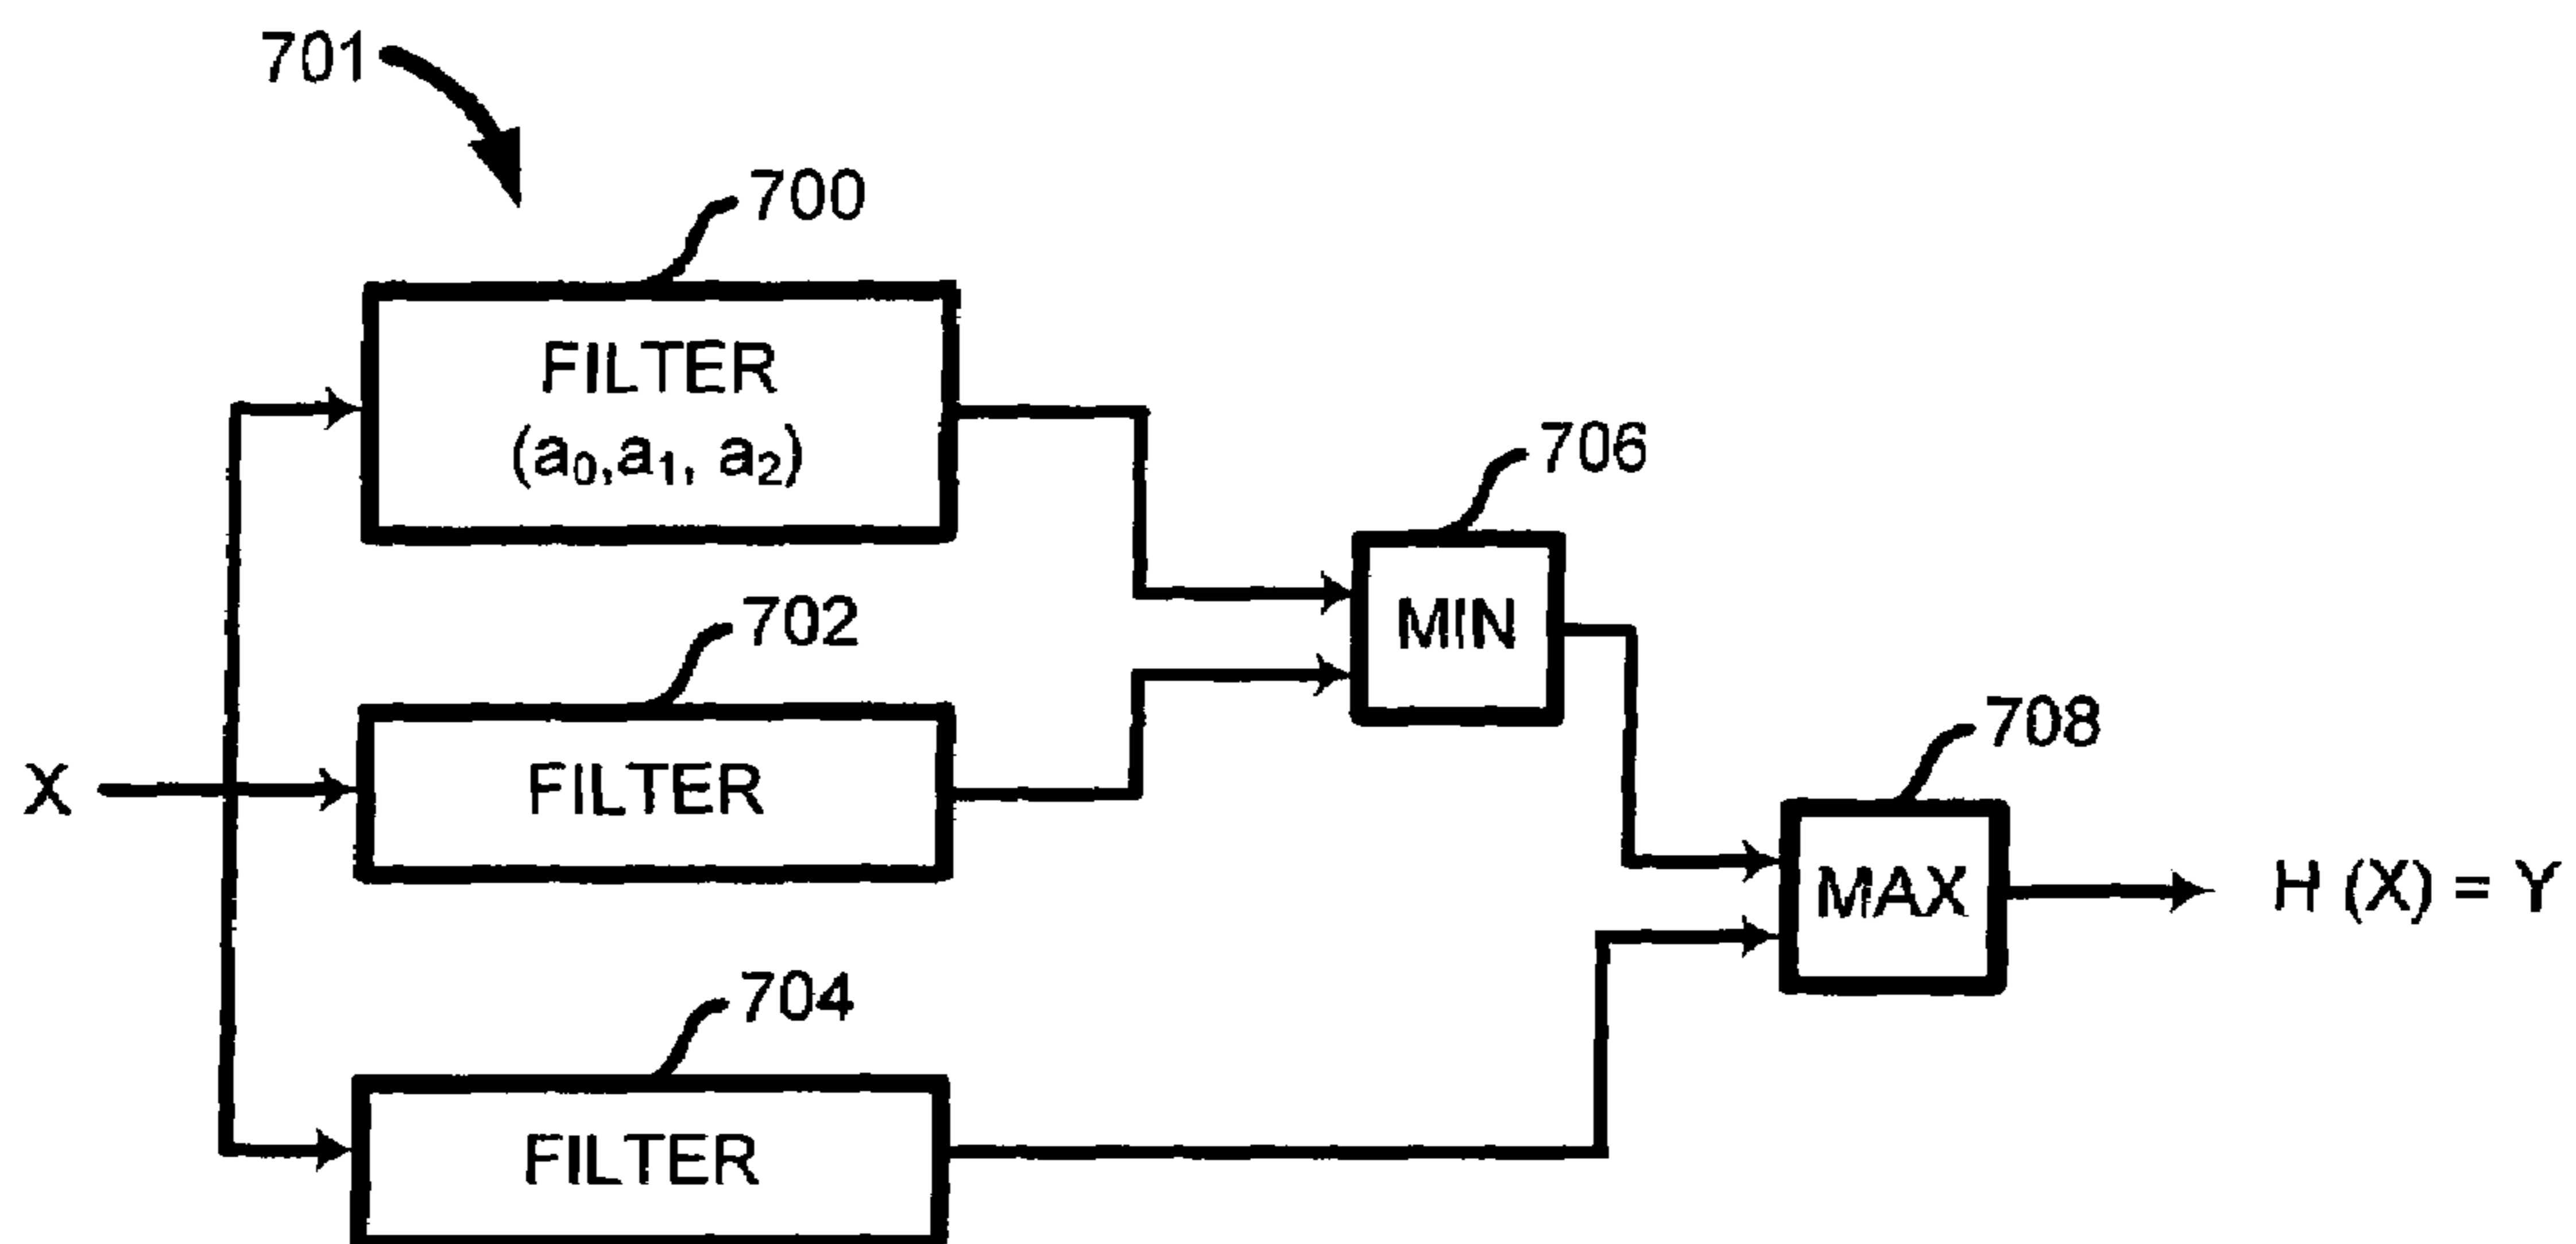 701
700
FILTER
(a₀,a₁, a₂)
706
MIN
702
FILTER
708
X
MAX
H (X) = Y
704
FILTER